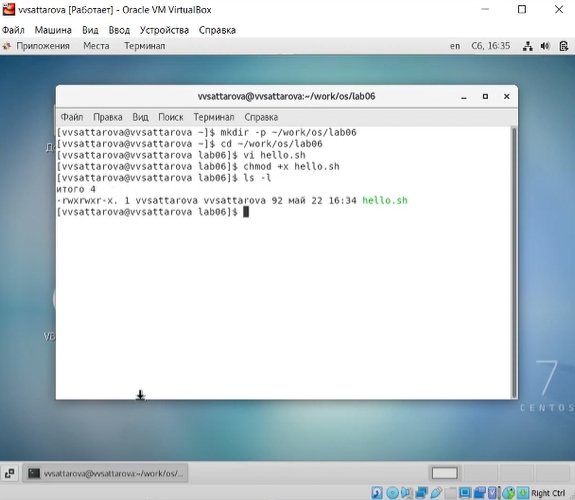 vvsattarova [Работает] - Oracle VM VirtualBox
Файл Машина Вид Ввод Устройства Справка
Приложения Места Терминал en Сб, 16:35
vvsattarova@vvsattarova:~/work/os/lab06
Файл Правка Вид Поиск Терминал Справка
[vvsattarova@vvsattarova ~]$ mkdir -p ~/work/os/lab06
[vvsattarova@vvsattarova ~]$ cd ~/work/os/lab06
[vvsattarova@vvsattarova lab06]$ vi hello.sh
[vvsattarova@vvsattarova lab06]$ chmod +x hello.sh
[vvsattarova@vvsattarova lab06]$ ls -l
итого 4
-rwxrwxr-x. 1 vvsattarova vvsattarova 92 май 22 16:34 hello.sh
[vvsattarova@vvsattarova lab06]$
7
CENTOS
vvsattarova@vvsattarova:~/work/os/...
Right Ctrl